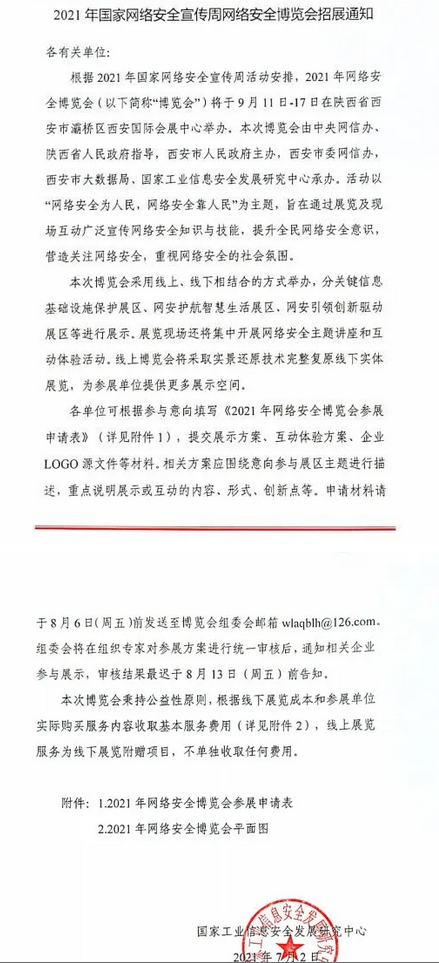 2021年国家网络安全宣传周网络安全博览会招展通知
各有关单位：
根据 2021 年国家网络安全宣传周活动安排，2021 年网络安
全博览会（以下简称“博览会”）将于 9 月 11 日-17 日在陕西省西
安市灞桥区西安国际会展中心举办。本次博览会由中央网信办、
陕西省人民政府指导，西安市人民政府主办，西安市委网信办，
西安市大数据局、国家工业信息安全发展研究中心承办。活动以
“网络安全为人民，网络安全靠人民”为主题，旨在通过展览及现
场互动广泛宣传网络安全知识与技能，提升全民网络安全意识，
营造关注网络安全，重视网络安全的社会氛围。
本次博览会采用线上、线下相结合的方式举办，分关键信息
基础设施保护展区、网安护航智慧生活展区、网安引领创新驱动
展区等进行展示。展览现场还将集中开展网络安全主题讲座和互
动体验活动。线上博览会将采取实景还原技术完整复原线下实体
展览，为参展单位提供更多展示空间。
各单位可根据参与意向填写《2021 年网络安全博览会参展
申请表》（详见附件 1），提交展示方案、互动体验方案、企业
LOGO 源文件等材料。相关方案应围绕意向参与展区主题进行描
述，重点说明展示或互动的内容、形式、创新点等。申请材料请
于 8 月 6 日（周五）前发送至博览会组委会邮箱 wlaqblh@126.com。
组委会将在组织专家对参展方案进行统一审核后，通知相关企业
参与展示，审核结果最迟于 8 月 13 日（周五）前告知。
本次博览会秉持公益性原则，根据线下展览成本和参展单位
实际购买服务内容收取基本服务费用（详见附件 2），线上展览
服务为线下展览附赠项目，不单独收取任何费用。
附件：1.2021 年网络安全博览会参展申请表
2.2021 年网络安全博览会平面图
国家工业信息安全发展研究中心
2021 年 7 月 2 日